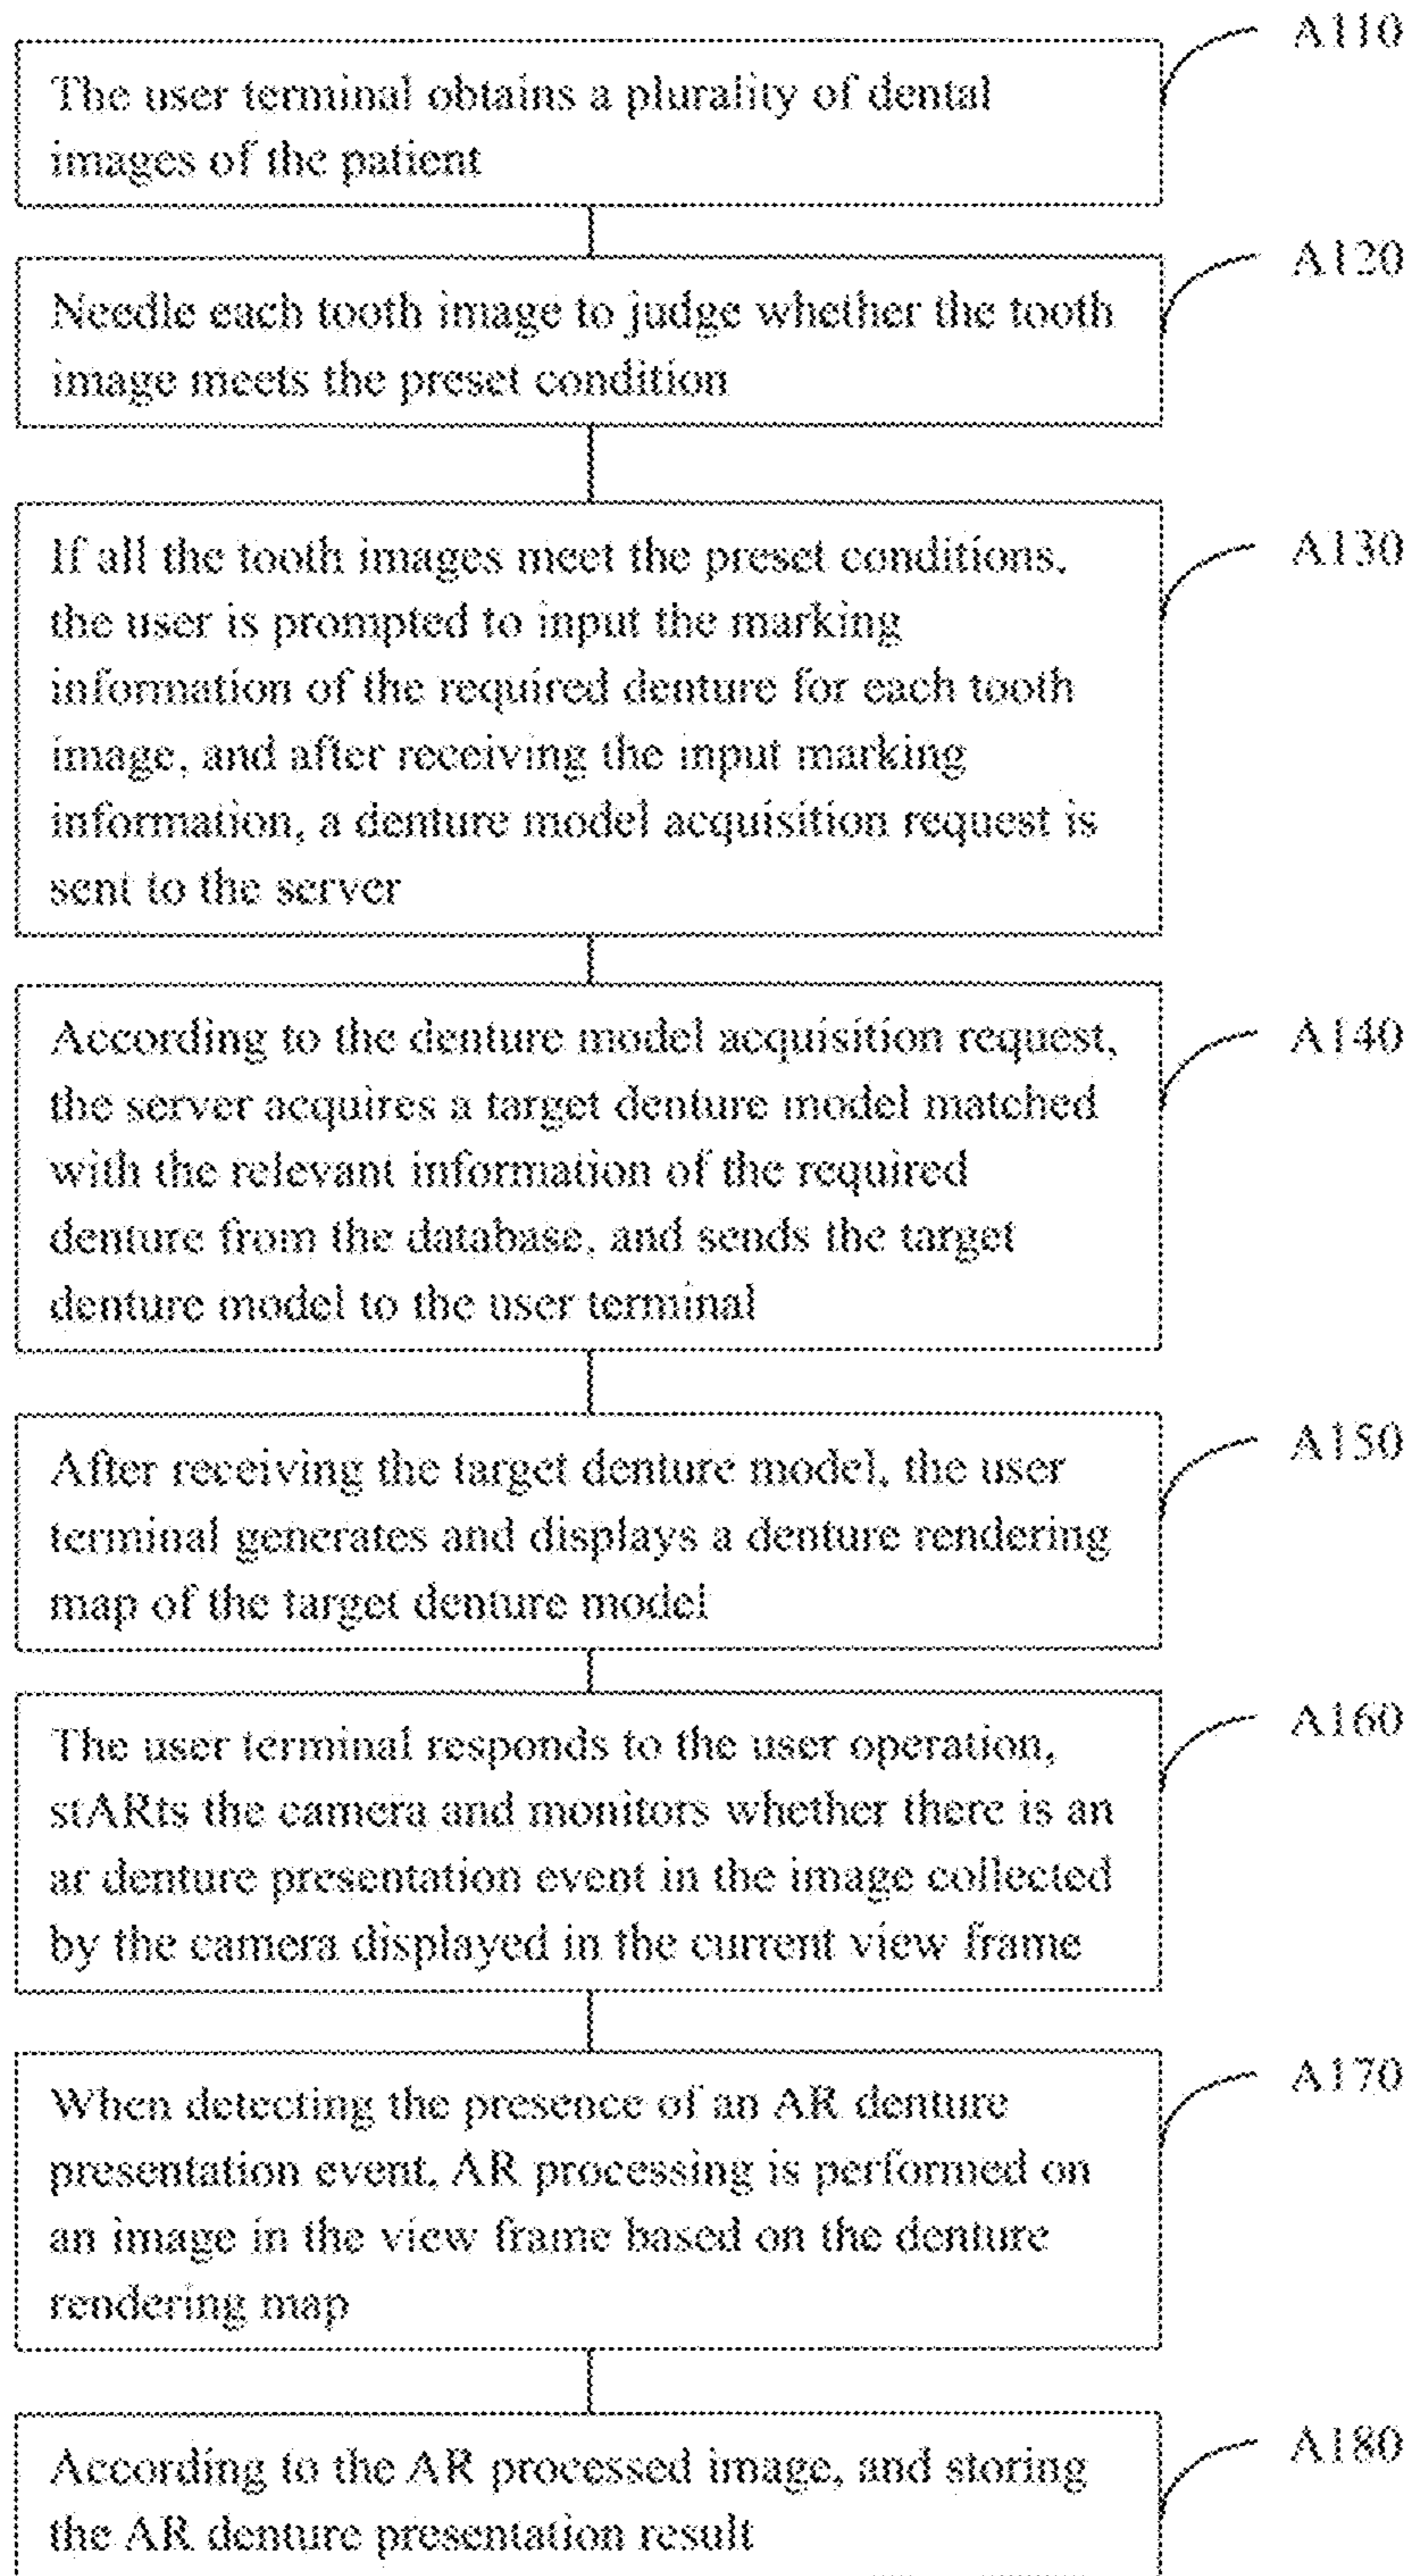 A110
The user terminal obtains a plurality of dental
images of the patient
A120
Needle each tooth image to judge whether the tooth
image meets the preset condition
A130
If all the tooth images meet the preset conditions,
the user is prompted to input the marking
information of the required denture for each tooth
image, and after receiving the input marking
information, a denture model acquisition request is
sent to the server
A140
According to the denture model acquisition request,
the server acquires a target denture model matched
with the relevant information of the required
denture from the database, and sends the target
denture model to the user terminal
A150
After receiving the target denture model, the user
terminal generates and displays a denture rendering
map of the target denture model
A160
The user terminal responds to the user operation,
stARts the camera and monitors whether there is an
ar denture presentation event in the image collected
by the camera displayed in the current view frame
A170
When detecting the presence of an AR denture
presentation event, AR processing is performed on
an image in the view frame based on the denture
rendering map
A180
According to the AR processed image, and storing
the AR denture presentation result